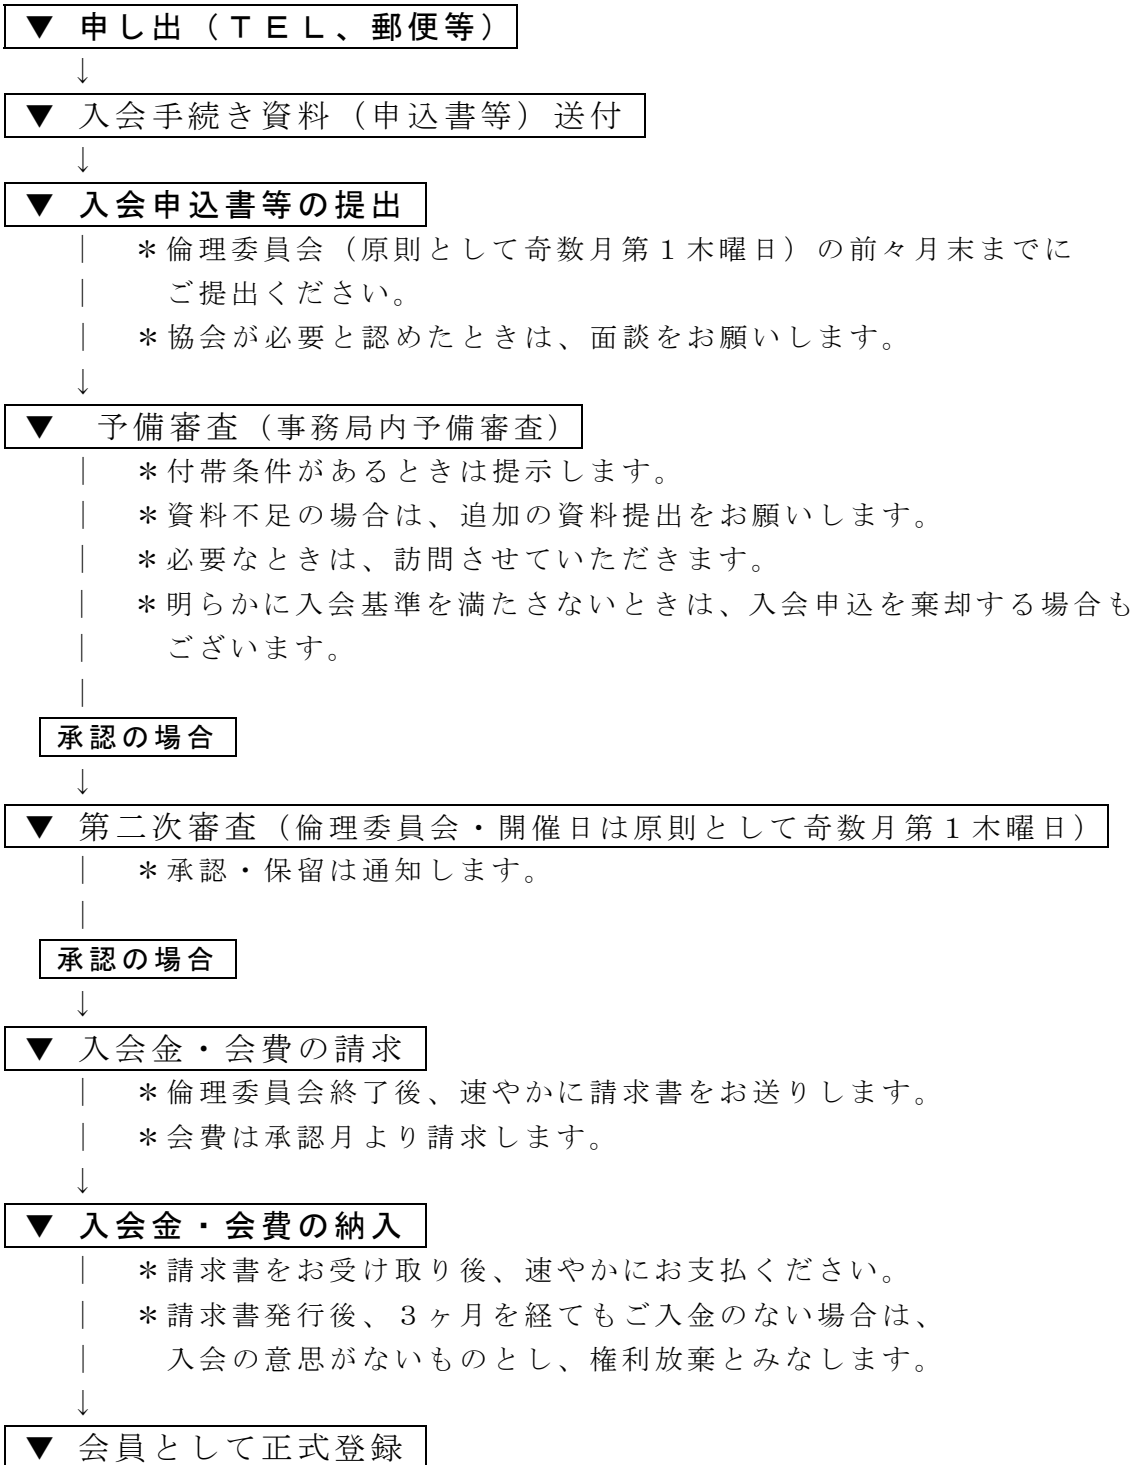 ▼ 申し出（ＴＥＬ、郵便等）
↓
▼ 入会手続き資料（申込書等）送付
↓
▼ 入会申込書等の提出
｜ ＊倫理委員会（原則として奇数月第１木曜日）の前々月末までに
｜ ご提出ください。
｜ ＊協会が必要と認めたときは、面談をお願いします。
↓
▼ 予備審査（事務局内予備審査）
｜ ＊付帯条件があるときは提示します。
｜ ＊資料不足の場合は、追加の資料提出をお願いします。
｜ ＊必要なときは、訪問させていただきます。
｜ ＊明らかに入会基準を満たさないときは、入会申込を棄却する場合も
｜ ございます。
｜
承認の場合
↓
▼ 第二次審査（倫理委員会・開催日は原則として奇数月第１木曜日）
｜ ＊承認・保留は通知します。
｜
承認の場合
↓
▼ 入会金・会費の請求
｜ ＊倫理委員会終了後、速やかに請求書をお送りします。
｜ ＊会費は承認月より請求します。
↓
▼ 入会金・会費の納入
｜ ＊請求書をお受け取り後、速やかにお支払ください。
｜ ＊請求書発行後、３ヶ月を経てもご入金のない場合は、
｜ 入会の意思がないものとし、権利放棄とみなします。
↓
▼ 会員として正式登録